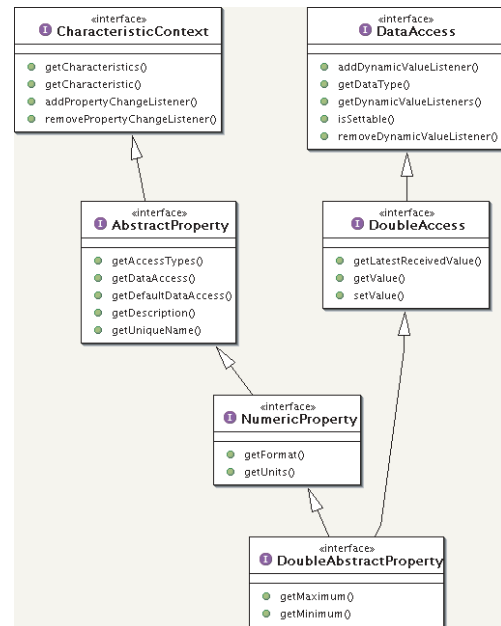 «interface»
I CharacteristicContext
getCharacteristics()
getCharacteristic()
addPropertyChangeListener()
removePropertyChangeListener()
«interface»
I DataAccess
addDynamicValueListener()
getDataType()
getDynamicValueListeners()
isSettable()
removeDynamicValueListener()
«interface»
I AbstractProperty
getAccessTypes()
getDataAccess()
getDefaultDataAccess()
getDescription()
getUniqueName()
«interface»
I DoubleAccess
getLatestReceivedValue()
getValue()
setValue()
«interface»
I NumericProperty
getFormat()
getUnits()
«interface»
I DoubleAbstractProperty
getMaximum()
getMinimum()